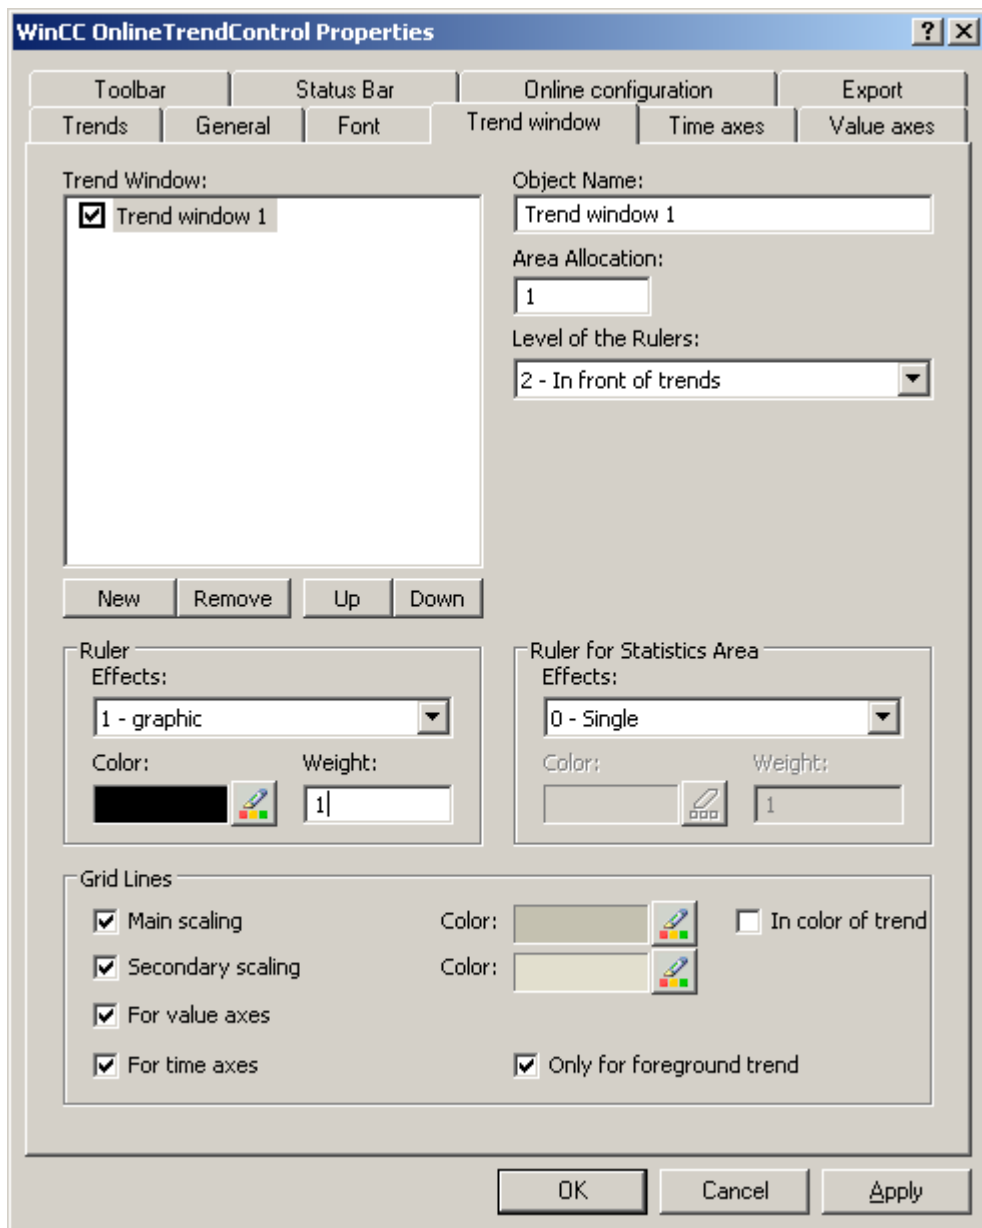 WinCC OnlineTrendControl Properties
Toolbar Status Bar Online configuration Export
Trends General Font Trend window Time axes Value axes
Trend Window:
Trend window 1
Object Name:
Trend window 1
Area Allocation:
1
Level of the Rulers:
2 - In front of trends
New Remove Up Down
Ruler
Effects:
1 - graphic
Color: Weight:
1
Ruler for Statistics Area
Effects:
0 - Single
Color: Weight:
1
Grid Lines
Main scaling Color: In color of trend
Secondary scaling Color:
For value axes
For time axes Only for foreground trend
OK Cancel Apply